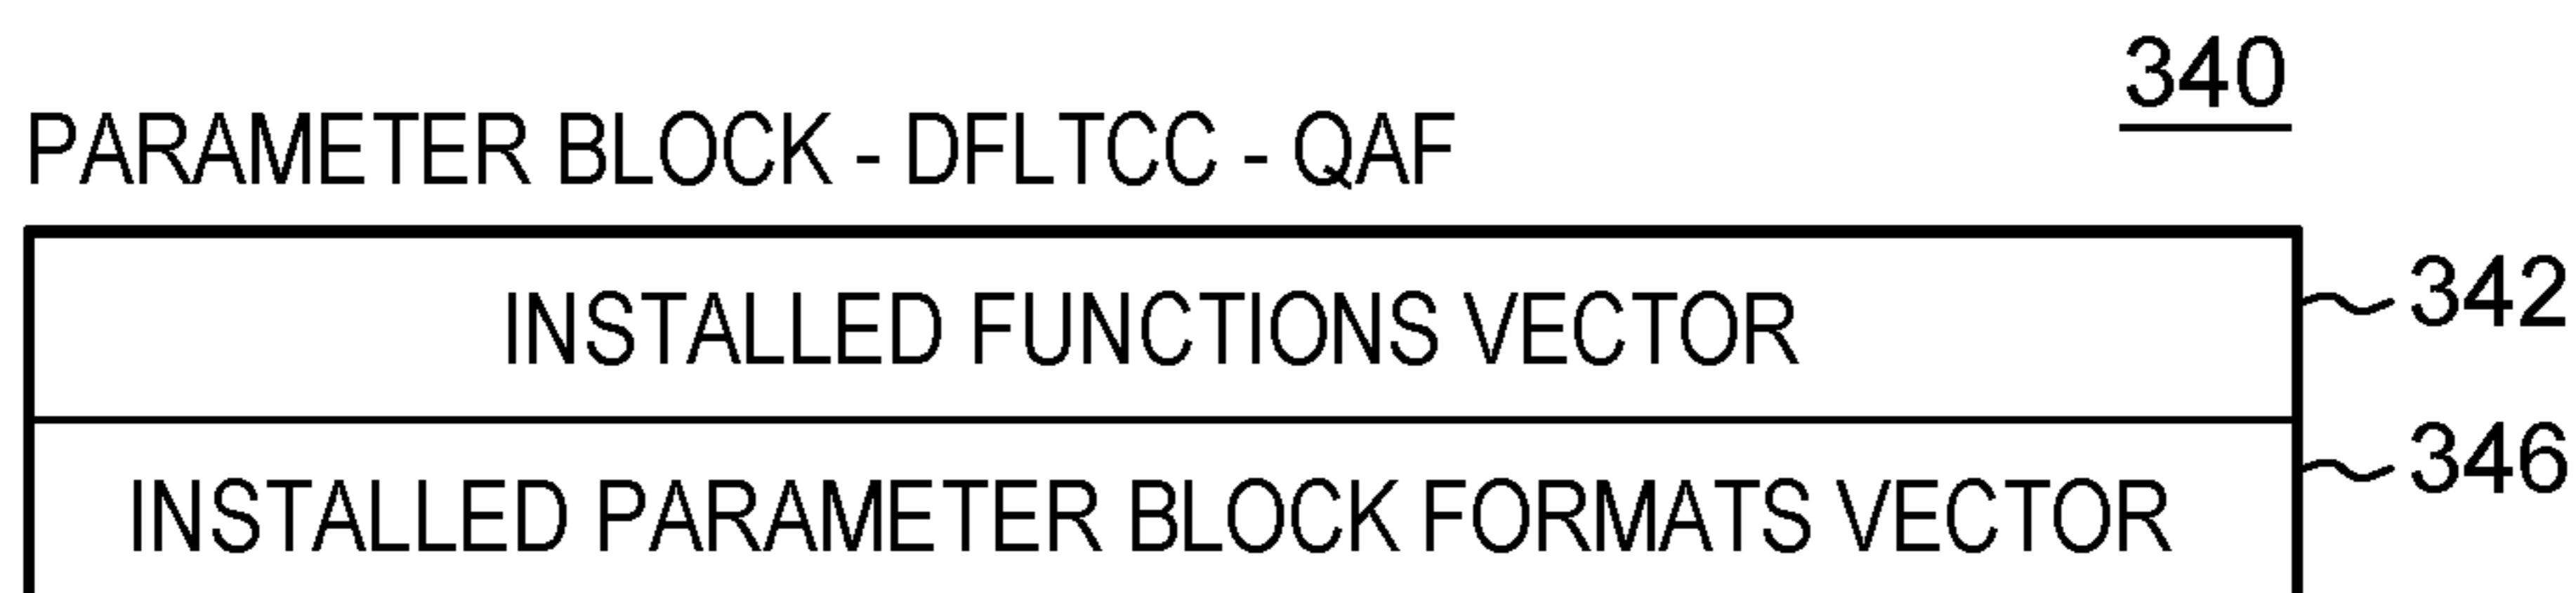 340
PARAMETER BLOCK - DFLTCC - QAF
INSTALLED FUNCTIONS VECTOR 342
INSTALLED PARAMETER BLOCK FORMATS VECTOR 346